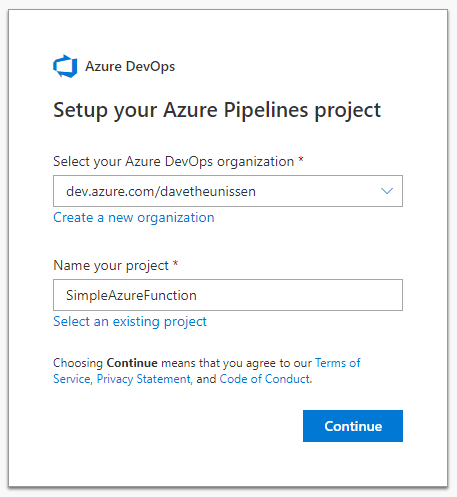 Azure DevOps
Setup your Azure Pipelines project
Select your Azure DevOps organization *
dev.azure.com/davetheunissen
Create a new organization
Name your project *
SimpleAzureFunction
Select an existing project
Choosing Continue means that you agree to our Terms of
Service, Privacy Statement, and Code of Conduct.
Continue